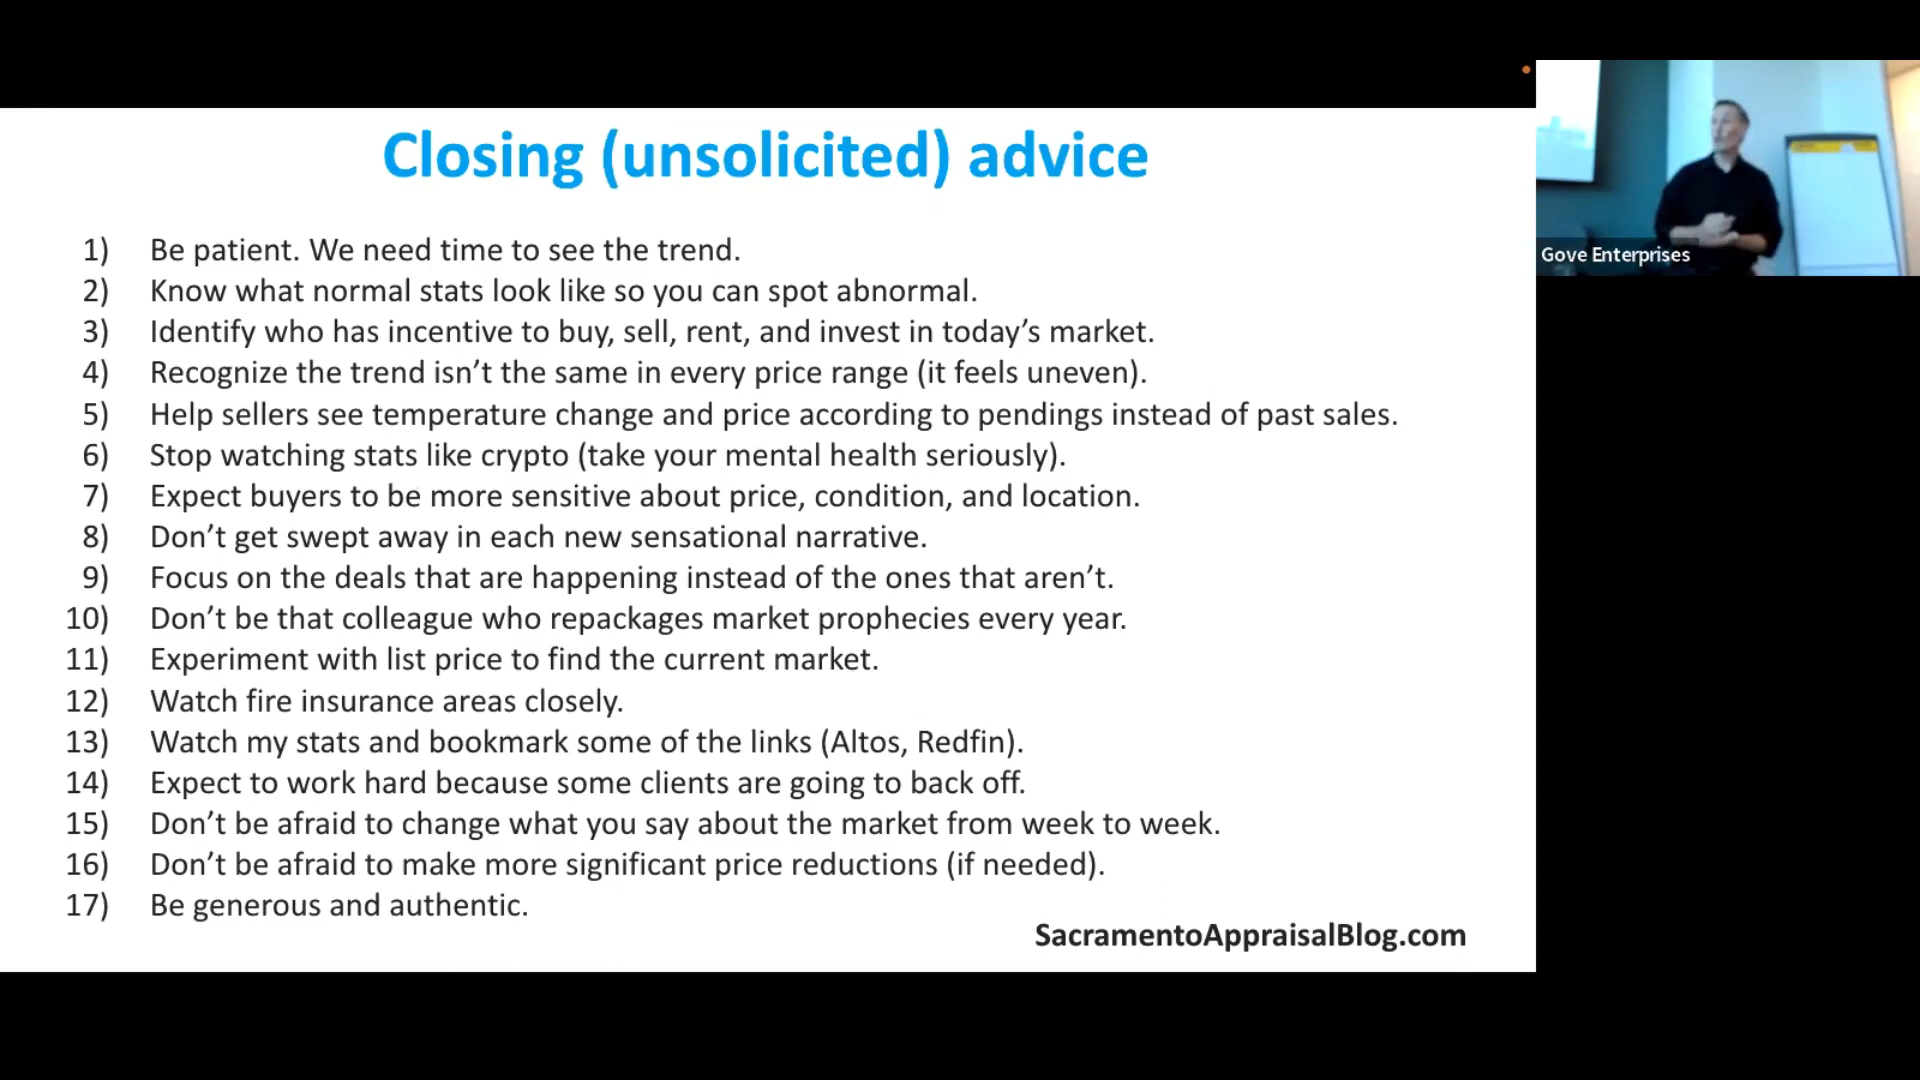 Closing (unsolicited) advice
1) Be patient. We need time to see the trend.
2) Know what normal stats look like so you can spot abnormal.
3) Identify who has incentive to buy, sell, rent, and invest in today’s market.
4) Recognize the trend isn’t the same in every price range (it feels uneven).
5) Help sellers see temperature change and price according to pendings instead of past sales.
6) Stop watching stats like crypto (take your mental health seriously).
7) Expect buyers to be more sensitive about price, condition, and location.
8) Don’t get swept away in each new sensational narrative.
9) Focus on the deals that are happening instead of the ones that aren’t.
10) Don’t be that colleague who repackages market prophecies every year.
11) Experiment with list price to find the current market.
12) Watch fire insurance areas closely.
13) Watch my stats and bookmark some of the links (Altos, Redfin).
14) Expect to work hard because some clients are going to back off.
15) Don’t be afraid to change what you say about the market from week to week.
16) Don’t be afraid to make more significant price reductions (if needed).
17) Be generous and authentic.
SacramentoAppraisalBlog.com
Gove Enterprises